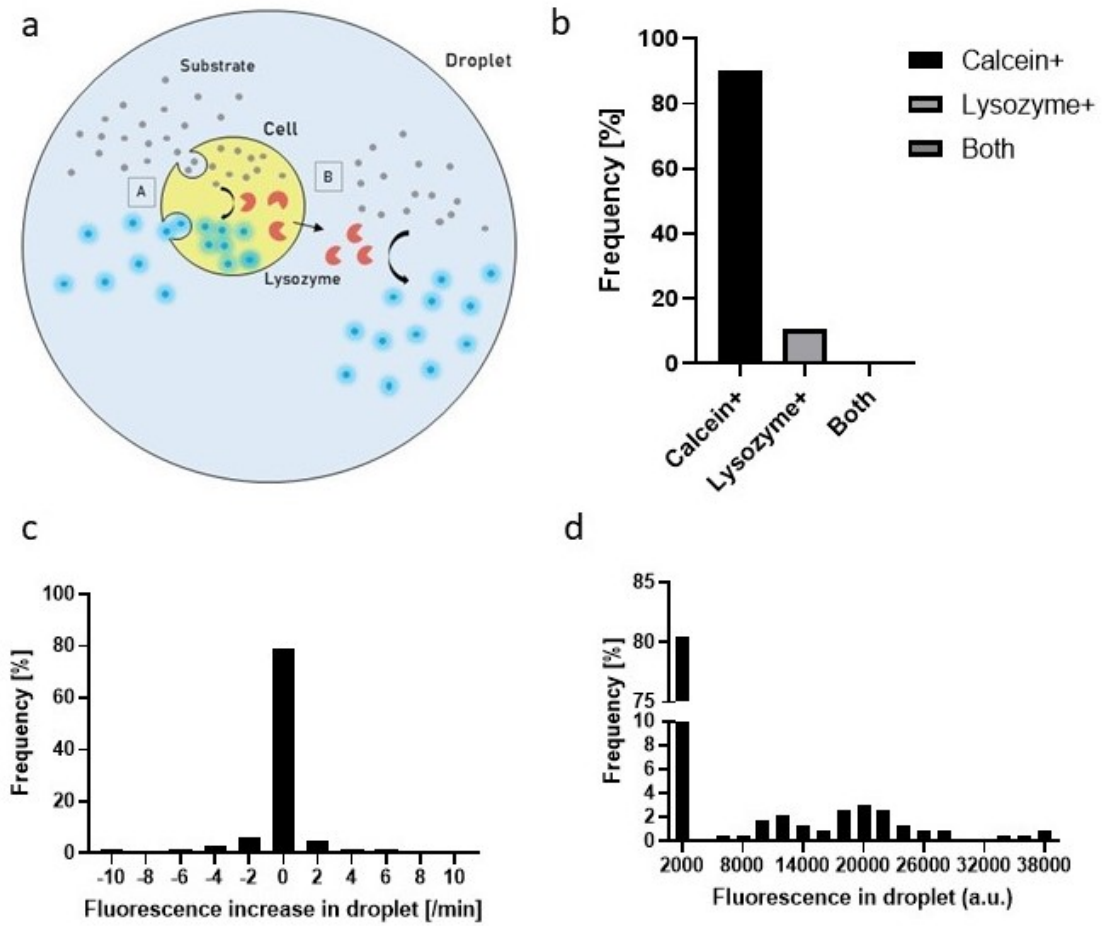 a
Substrate
Droplet
Cell
A
B
Lysozyme
b
Frequency [%]
100
80
60
40
20
0
Calcein+
Lysozyme+
Both
Calcein+
Lysozyme+
Both
c
Frequency [%]
100
80
60
40
20
0
-10 -8 -6 -4 -2 0 2 4 6 8 10
Fluorescence increase in droplet [/min]
d
Frequency [%]
85
80
75
10
8
6
4
2
0
2000 8000 14000 20000 26000 32000 38000
Fluorescence in droplet (a.u.)